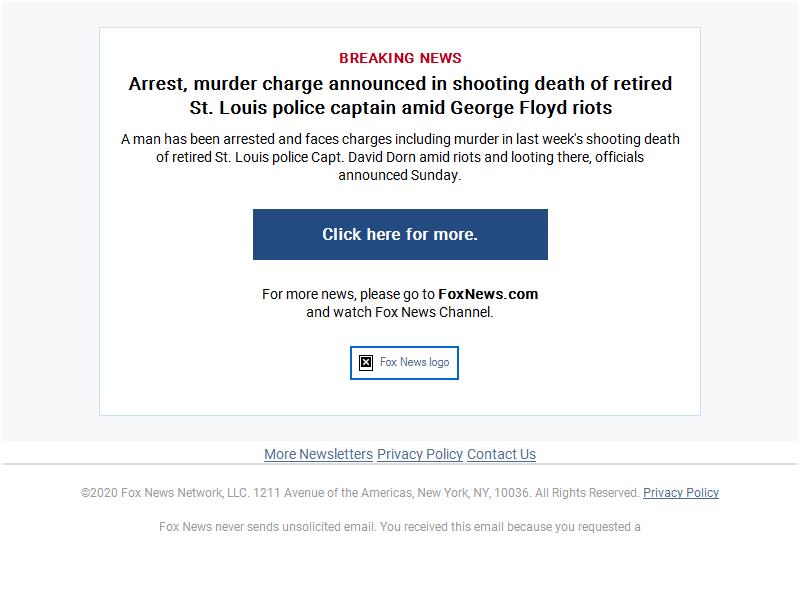 BREAKING NEWS
Arrest, murder charge announced in shooting death of retired
St. Louis police captain amid George Floyd riots
A man has been arrested and faces charges including murder in last week's shooting death
of retired St. Louis police Capt. David Dorn amid riots and looting there, officials
announced Sunday.
Click here for more.
For more news, please go to FoxNews.com
and watch Fox News Channel.
Fox News logo
More Newsletters Privacy Policy Contact Us
©2020 Fox News Network, LLC. 1211 Avenue of the Americas, New York, NY, 10036. All Rights Reserved. Privacy Policy
Fox News never sends unsolicited email. You received this email because you requested a